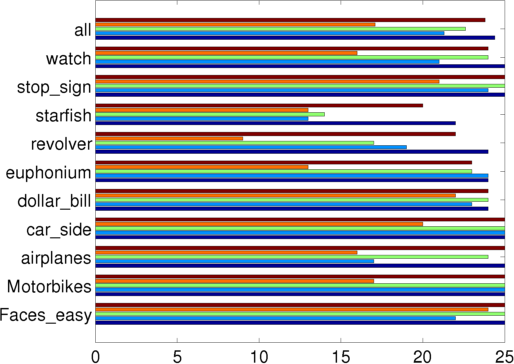 all
watch
stop_sign
starfish
revolver
euphonium
dollar_bill
car_side
airplanes
Motorbikes
Faces_easy
0 5 10 15 20 25